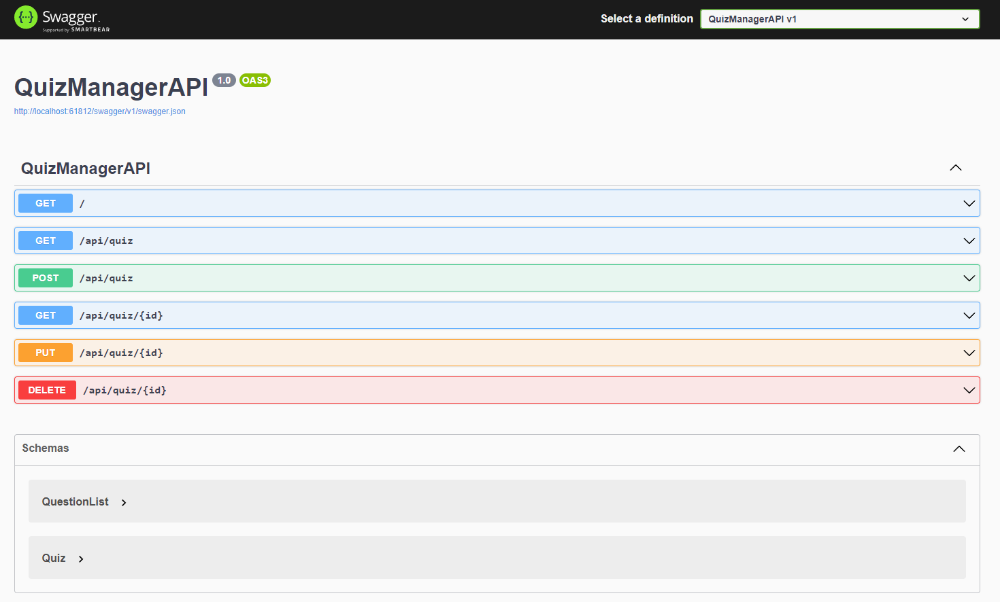 Swagger
Supported by SMARTBEAR
Select a definition
QuizManagerAPI v1
QuizManagerAPI 1.0 OAS3
http://localhost:61812/swagger/v1/swagger.json
QuizManagerAPI
GET /
GET /api/quiz
POST /api/quiz
GET /api/quiz/{id}
PUT /api/quiz/{id}
DELETE /api/quiz/{id}
Schemas
QuestionList
Quiz